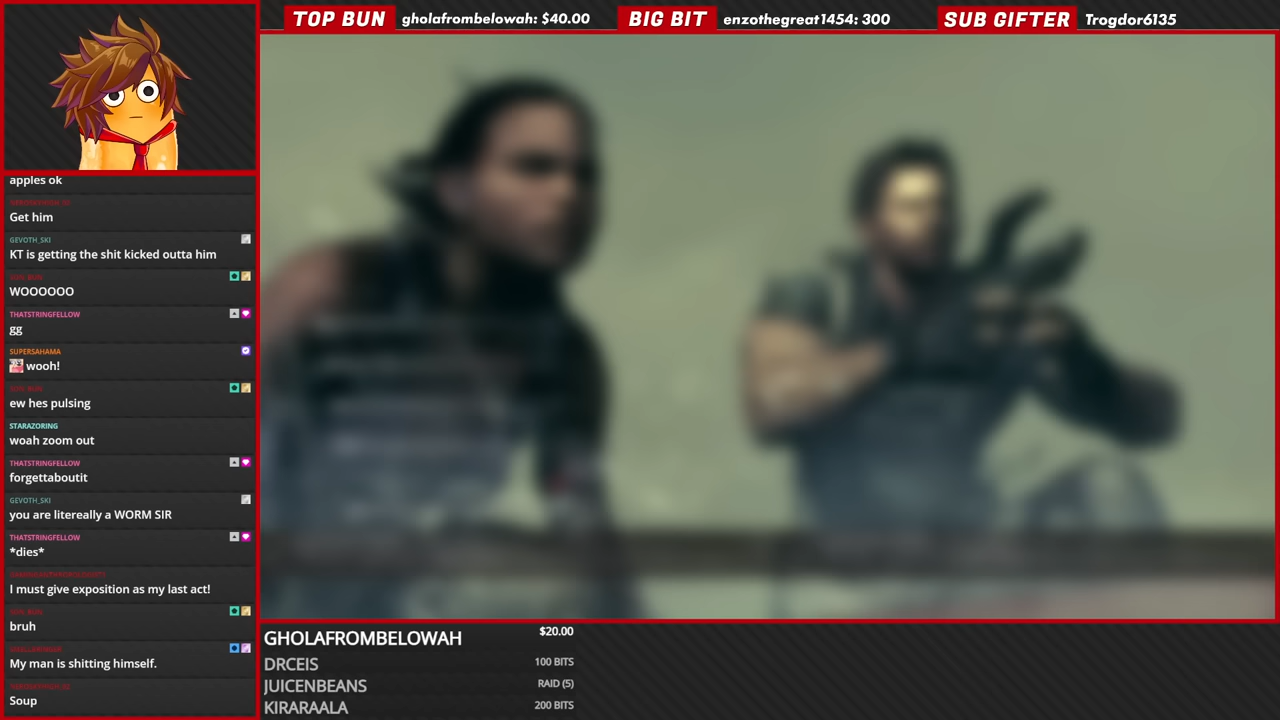 TOP BUN
gholafrombelowah: $40.00
BIG BIT
enzothegreat1454: 300
SUB GIFTER
Trogdor6135
apples ok
Get him
GEVOTH_SKI
KT is getting the shit kicked outta him
WOOOOOO
THATSTRINGFELLOW
gg
SUPERSAHAMA
wooh!
ew hes pulsing
STARAZORING
woah zoom out
THATSTRINGFELLOW
forgettaboutit
GEVOTH_SKI
you are litereally a WORM SIR
THATSTRINGFELLOW
*dies*
I must give exposition as my last act!
bruh
My man is shitting himself.
Soup
GHOLAFROMBELOWAH
$20.00
DRCEIS
100 BITS
JUICENBEANS
RAID (5)
KIRARAALA
200 BITS